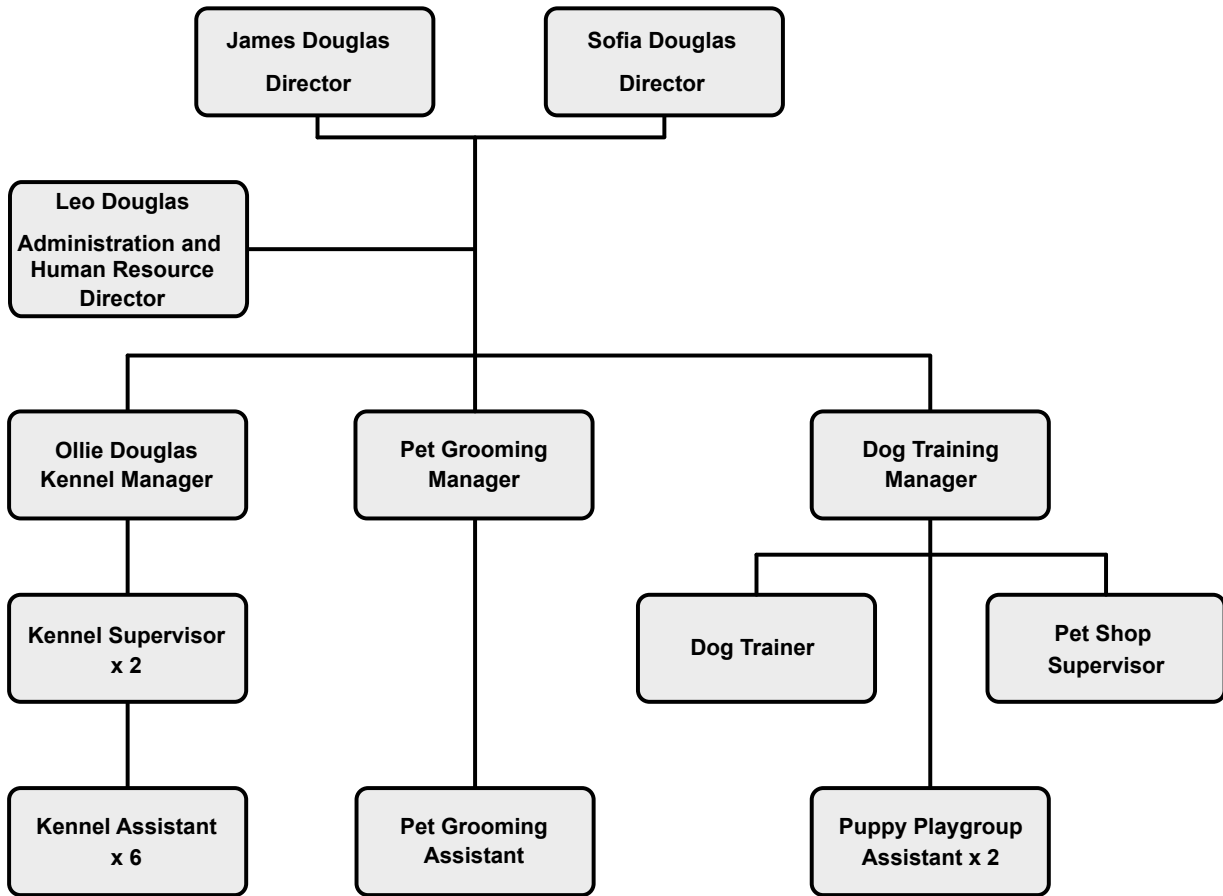 James Douglas
Director
Sofia Douglas
Director
Leo Douglas
Administration and
Human Resource
Director
Ollie Douglas
Kennel Manager
Pet Grooming
Manager
Dog Training
Manager
Kennel Supervisor
x 2
Dog Trainer
Pet Shop
Supervisor
Kennel Assistant
x 6
Pet Grooming
Assistant
Puppy Playgroup
Assistant x 2